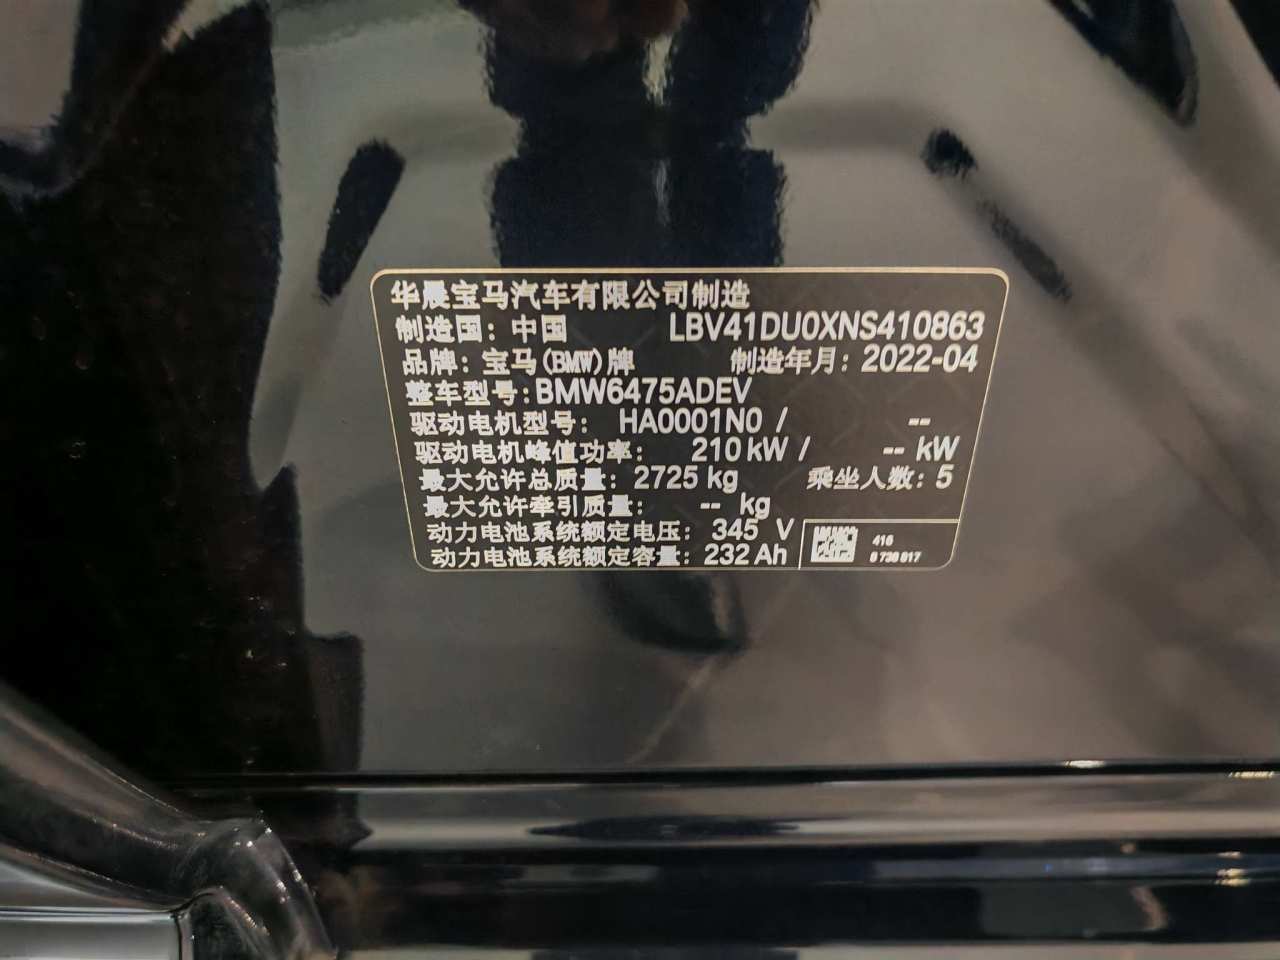 华晨宝马汽车有限公司制造
制造国：中国 LBV41DU0XNS410863
品牌：宝马(BMW)牌 制造年月：2022-04
整车型号：BMW6475ADEV
驱动电机型号： HA0001N0 / --
驱动电机峰值功率： 210 kW / -- kW
最大允许总质量： 2725 kg 乘坐人数：5
最大允许牵引质量： -- kg
动力电池系统额定电压： 345 V
动力电池系统额定容量：232 Ah
416